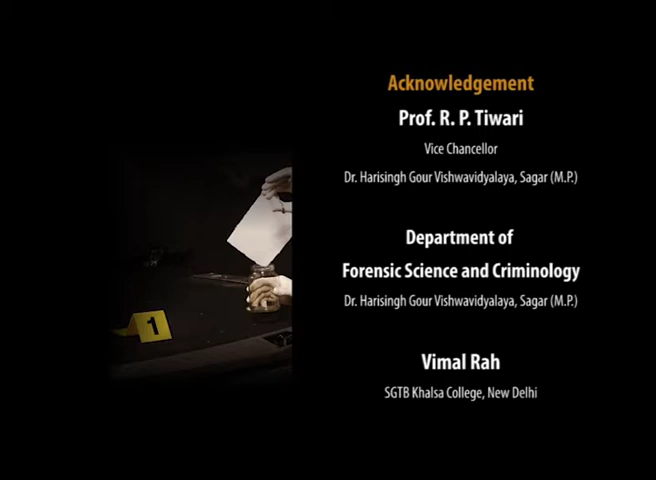 Acknowledgement
Prof. R. P. Tiwari
Vice Chancellor
Dr. Harisingh Gour Vishwavidyalaya, Sagar (M.P.)
Department of
Forensic Science and Criminology
Dr. Harisingh Gour Vishwavidyalaya, Sagar (M.P.)
Vimal Rah
SGTB Khalsa College, New Delhi
1